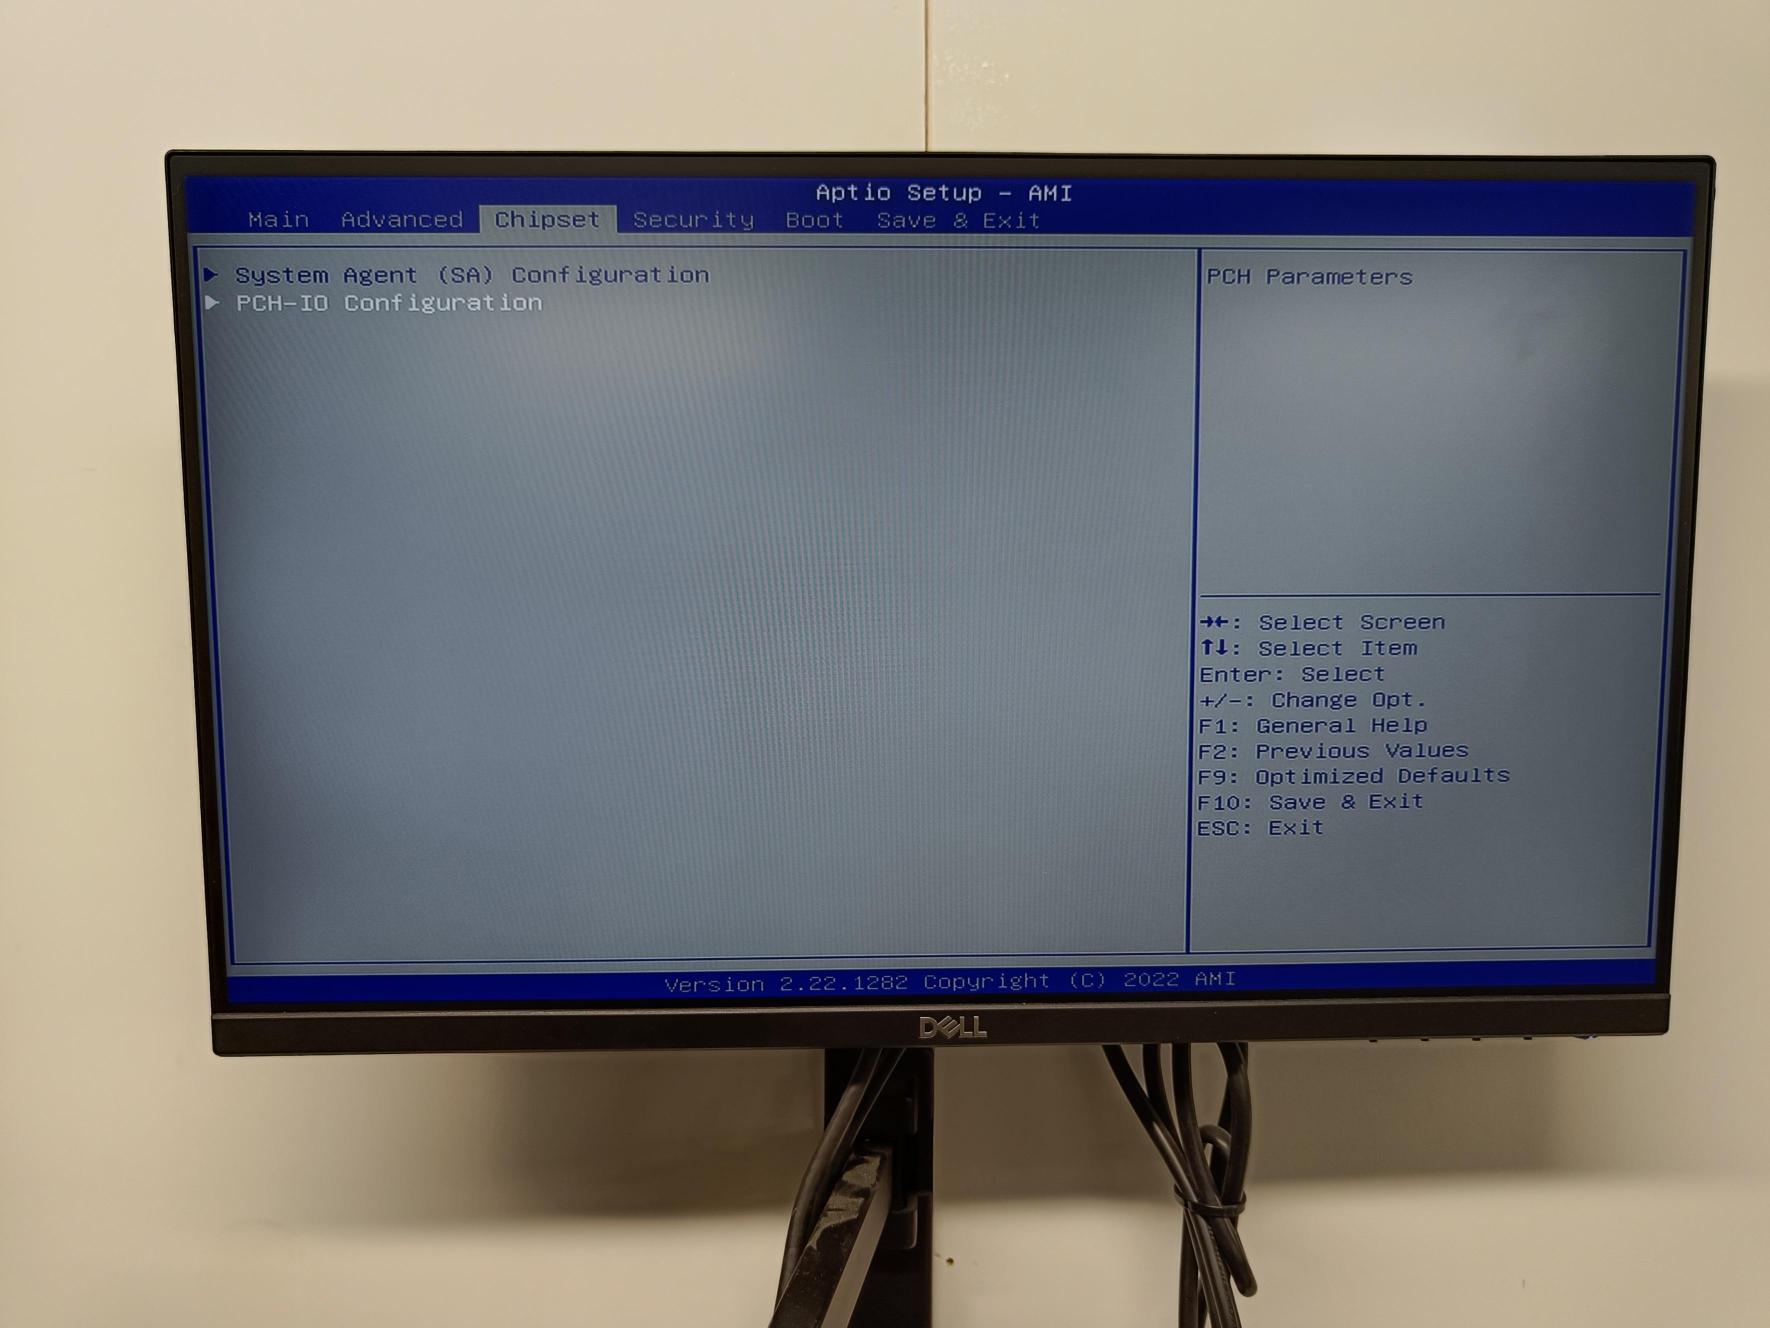 Aptio Setup - AMI
Main Advanced Chipset Security Boot Save & Exit
System Agent (SA) Configuration
PCH-IO Configuration
PCH Parameters
→←: Select Screen
↑↓: Select Item
Enter: Select
+/-: Change Opt.
F1: General Help
F2: Previous Values
F9: Optimized Defaults
F10: Save & Exit
ESC: Exit
Version 2.22.1282 Copyright (C) 2022 AMI
DELL